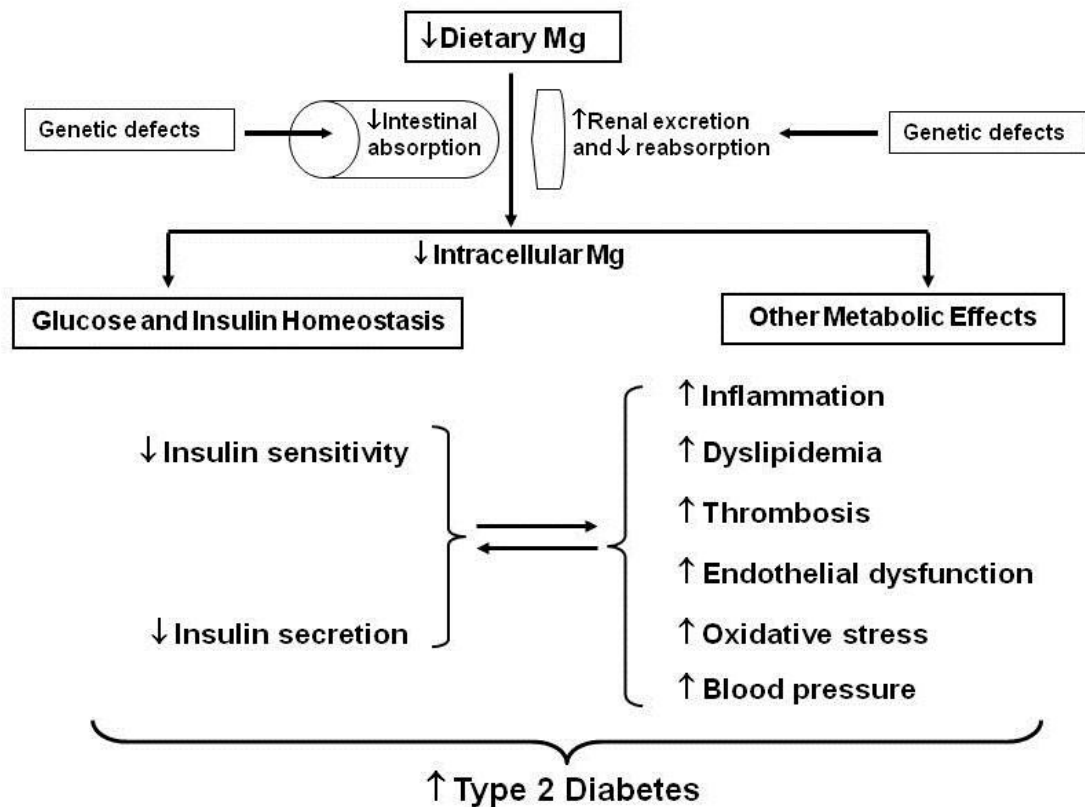 ↓Dietary Mg
Genetic defects
↓Intestinal
absorption
↑Renal excretion
and ↓ reabsorption
Genetic defects
↓ Intracellular Mg
Glucose and Insulin Homeostasis
Other Metabolic Effects
↓ Insulin sensitivity
↓ Insulin secretion
↑ Inflammation
↑ Dyslipidemia
↑ Thrombosis
↑ Endothelial dysfunction
↑ Oxidative stress
↑ Blood pressure
↑ Type 2 Diabetes